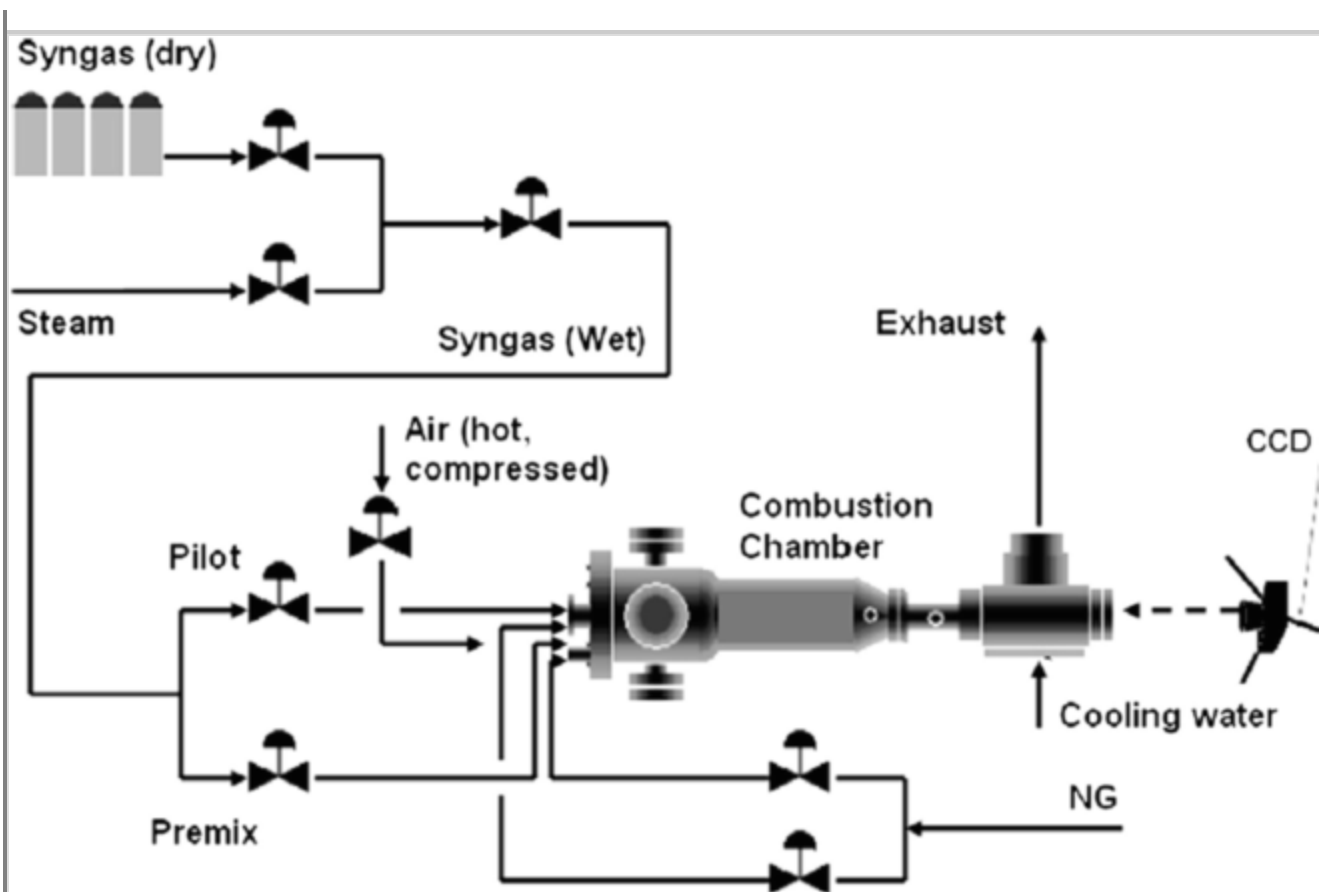 Syngas (dry)
Steam
Syngas (Wet)
Exhaust
Air (hot,
compressed)
CCD
Combustion
Chamber
Pilot
Cooling water
NG
Premix